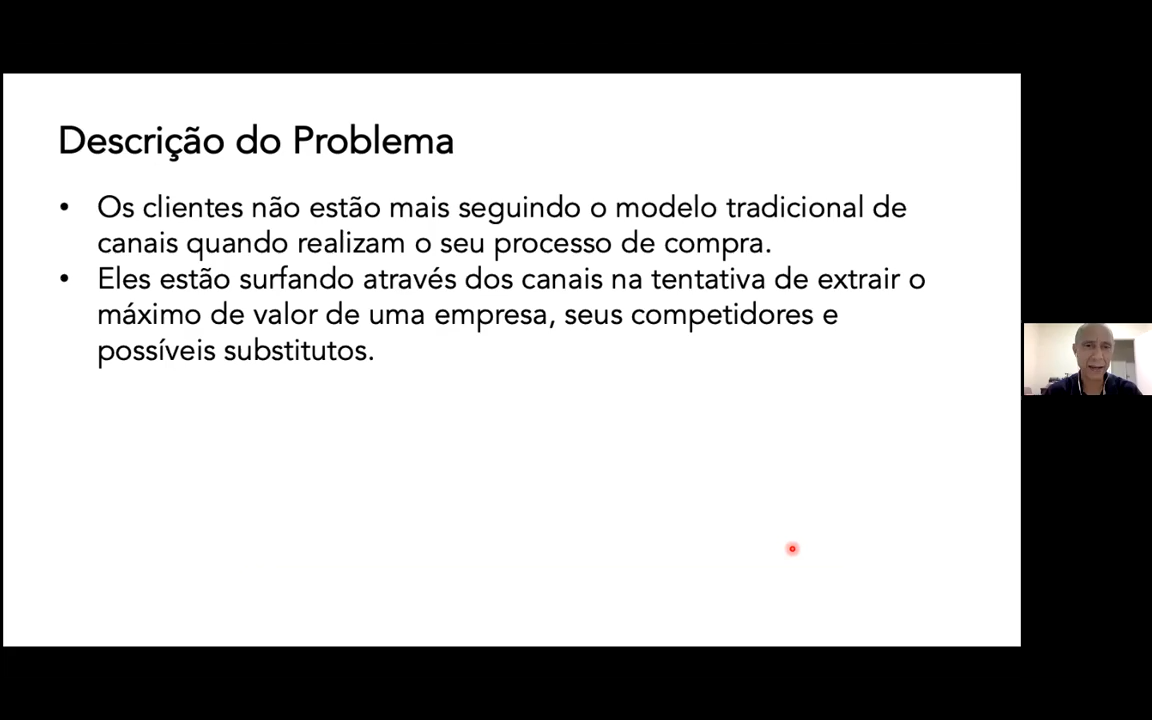 Descrição do Problema
• Os clientes não estão mais seguindo o modelo tradicional de
canais quando realizam o seu processo de compra.
• Eles estão surfando através dos canais na tentativa de extrair o
máximo de valor de uma empresa, seus competidores e
possíveis substitutos.